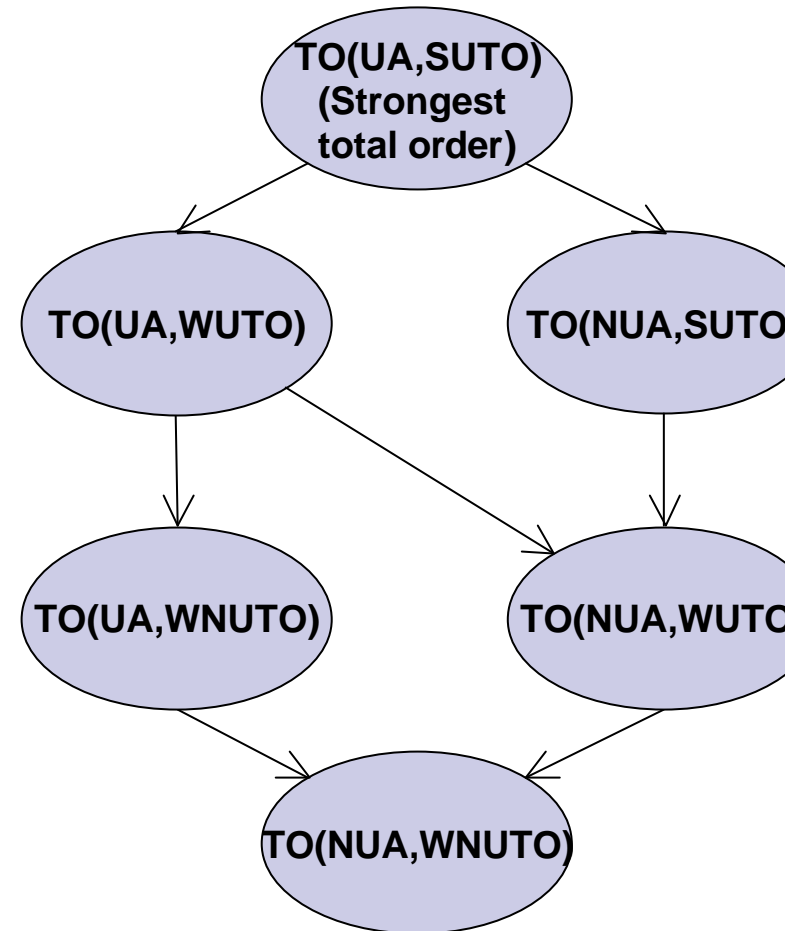 TO(UA,SUTO)
(Strongest
total order)
TO(UA,WUTO)
TO(NUA,SUTO
TO(UA,WNUTO)
TO(NUA,WUTO
TO(NUA,WNUTO)